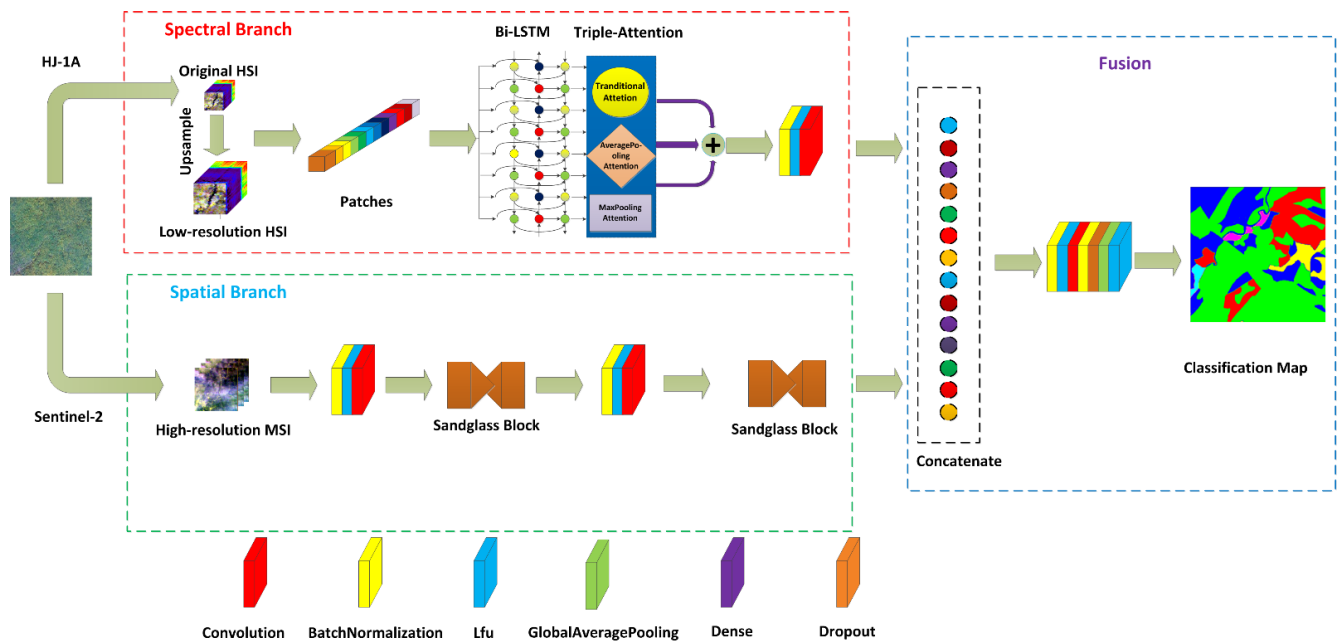 HJ-1A
Sentinel-2
Spectral Branch
Original HSI
Upsample
Low-resolution HSI
Patches
Bi-LSTM
Triple-Attention
Tranditional
Attetion
AveragePo-
oling
Attention
MaxPooling
Attention
+
Spatial Branch
High-resolution MSI
Sandglass Block
Sandglass Block
Fusion
Concatenate
Classification Map
Convolution
BatchNormalization
Lfu
GlobalAveragePooling
Dense
Dropout